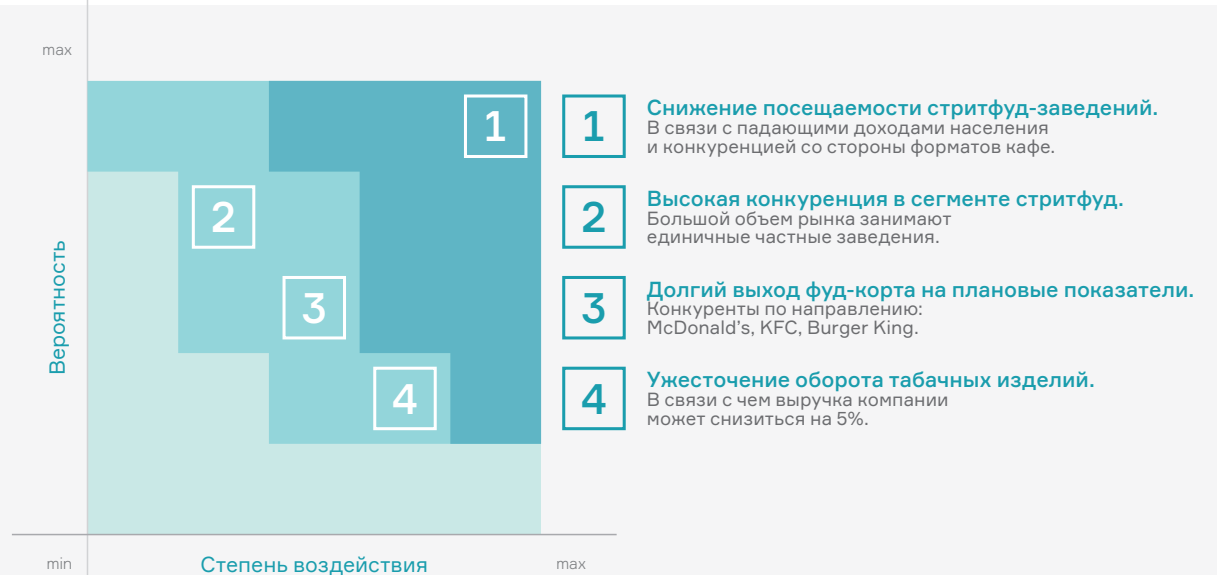 max
Вероятность
1
2
3
4
1
Снижение посещаемости стритфуд-заведений.
В связи с падающими доходами населения
и конкуренцией со стороны форматов кафе.
2
Высокая конкуренция в сегменте стритфуд.
Большой объем рынка занимают
единичные частные заведения.
3
Долгий выход фуд-корта на плановые показатели.
Конкуренты по направлению:
McDonald’s, KFC, Burger King.
4
Ужесточение оборота табачных изделий.
В связи с чем выручка компании
может снизиться на 5%.
min
Степень воздействия
max